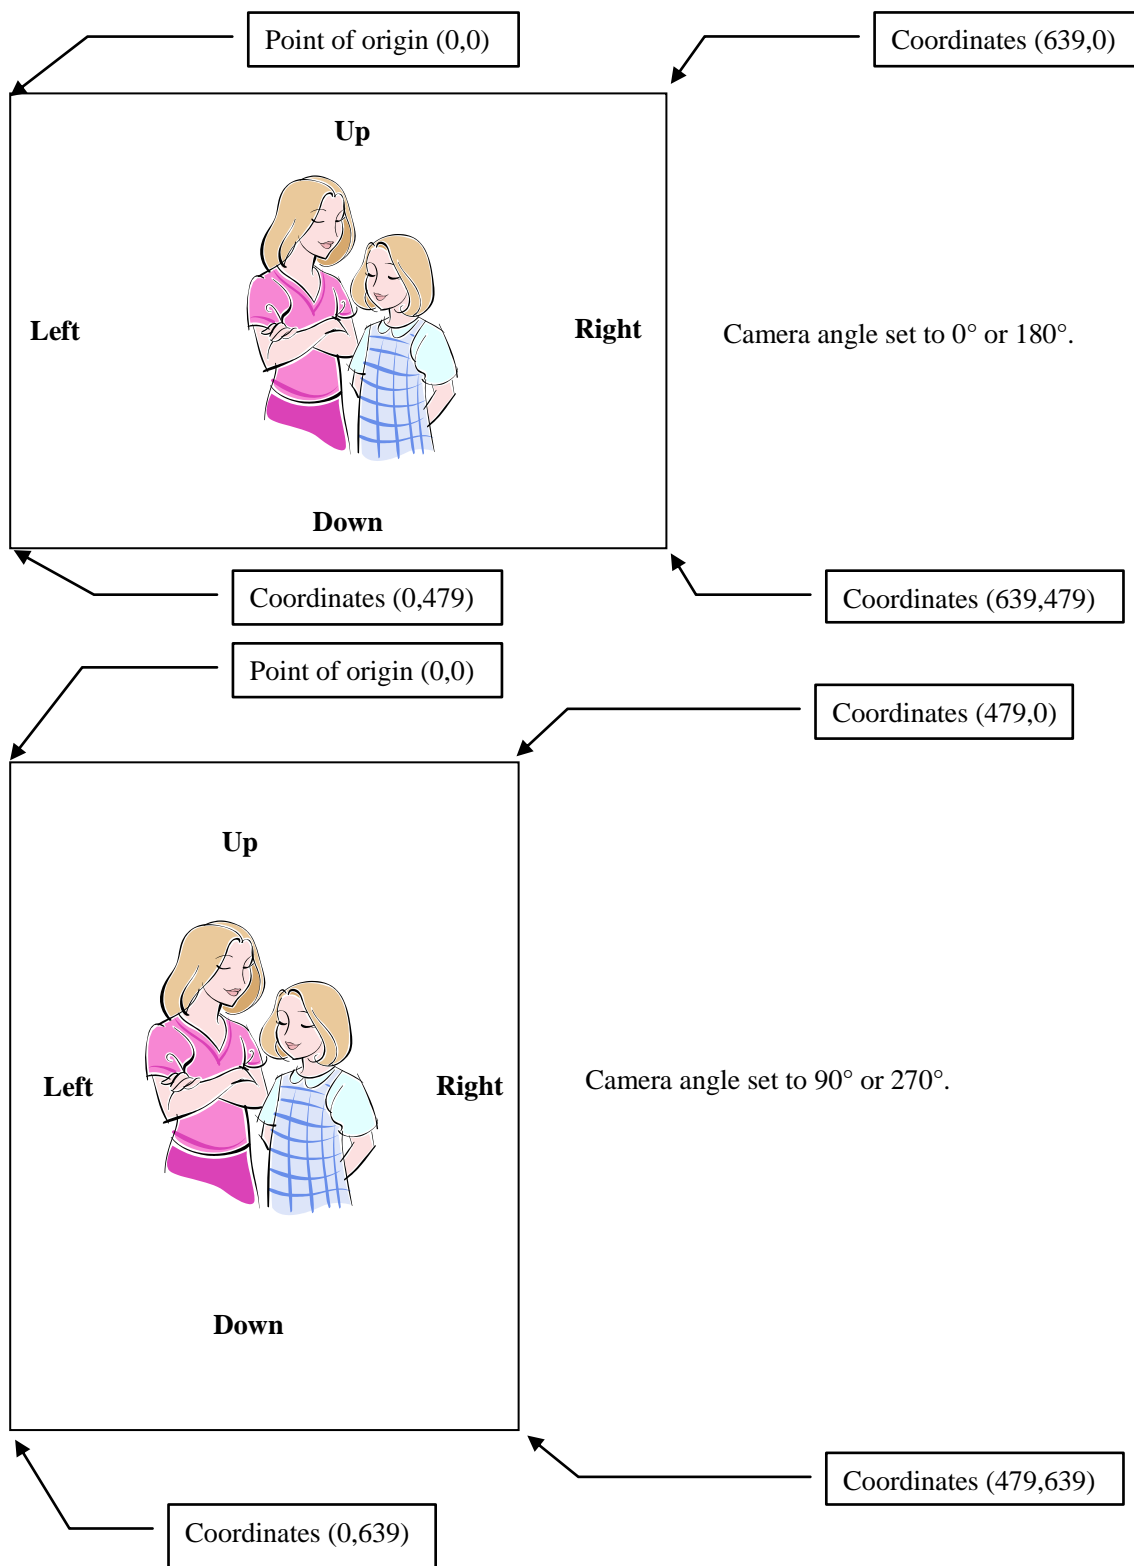 Point of origin (0,0)
Coordinates (639,0)
Up
Left
Right
Camera angle set to 0° or 180°.
Down
Coordinates (0,479)
Coordinates (639,479)
Point of origin (0,0)
Coordinates (479,0)
Up
Left
Right
Camera angle set to 90° or 270°.
Down
Coordinates (479,639)
Coordinates (0,639)